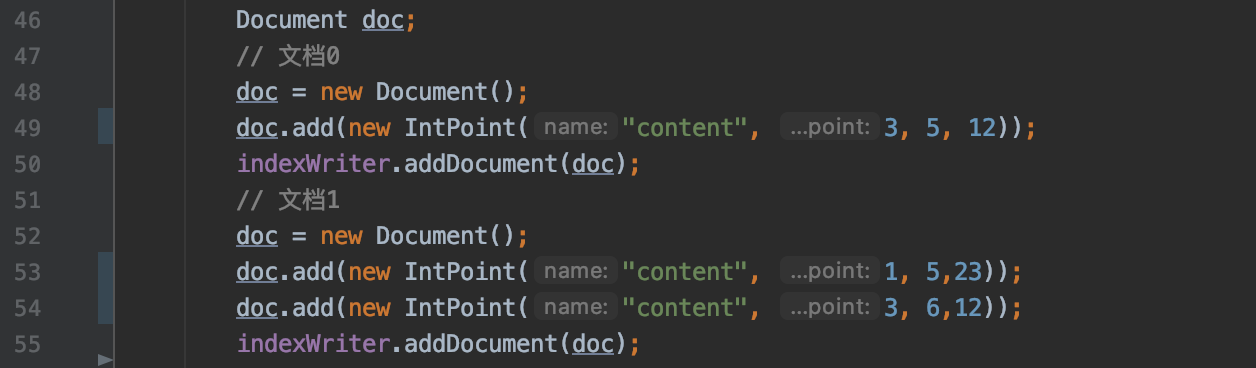 46 Document doc;
47 // 文档0
48 doc = new Document();
49 doc.add(new IntPoint( name: "content", ...point: 3, 5, 12));
50 indexWriter.addDocument(doc);
51 // 文档1
52 doc = new Document();
53 doc.add(new IntPoint( name: "content", ...point: 1, 5,23));
54 doc.add(new IntPoint( name: "content", ...point: 3, 6,12));
55 indexWriter.addDocument(doc);